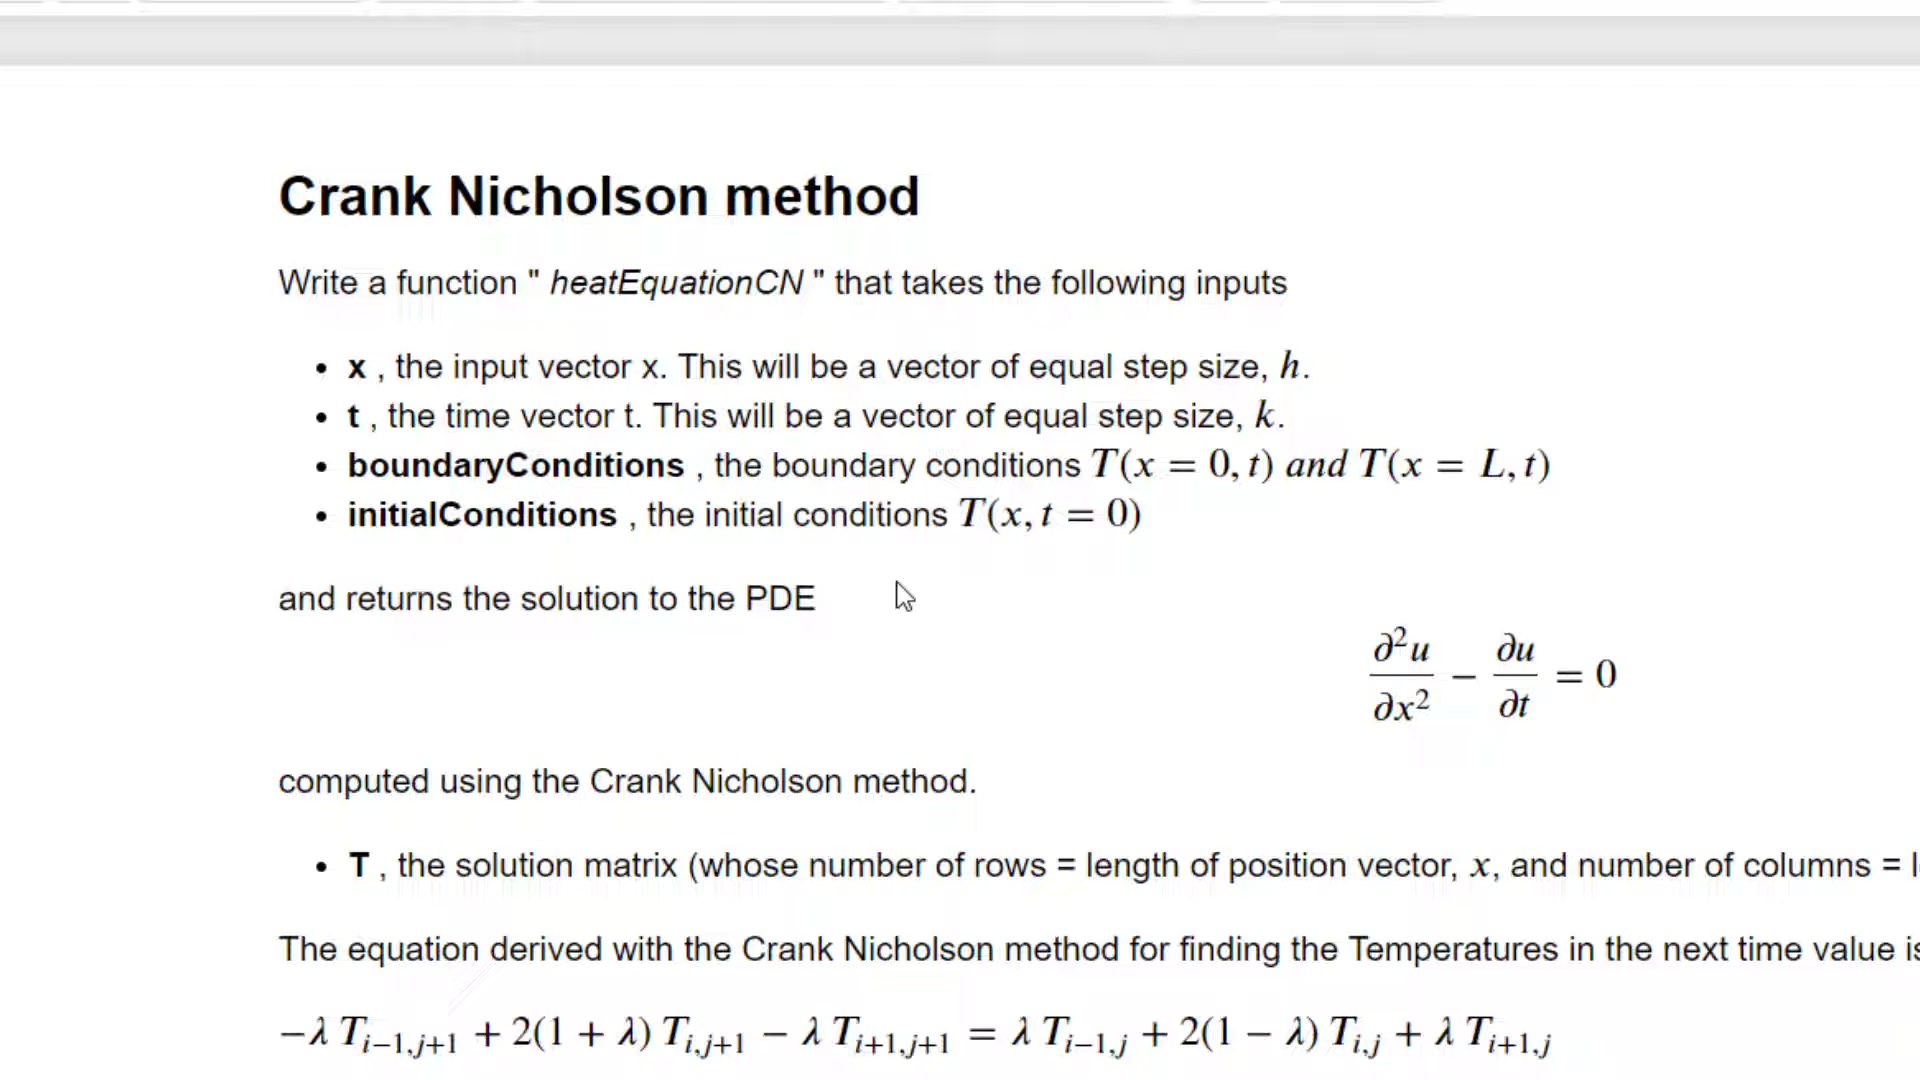 Crank Nicholson method
Write a function " heatEquationCN " that takes the following inputs
• x , the input vector x. This will be a vector of equal step size, h.
• t , the time vector t. This will be a vector of equal step size, k.
• boundaryConditions , the boundary conditions T(x = 0, t) and T(x = L, t)
• initialConditions , the initial conditions T(x, t = 0)
and returns the solution to the PDE
∂²u/∂x² − ∂u/∂t = 0
computed using the Crank Nicholson method.
• T , the solution matrix (whose number of rows = length of position vector, x, and number of columns =
The equation derived with the Crank Nicholson method for finding the Temperatures in the next time value is
−λ T_{i−1,j+1} + 2(1 + λ) T_{i,j+1} − λ T_{i+1,j+1} = λ T_{i−1,j} + 2(1 − λ) T_{i,j} + λ T_{i+1,j}